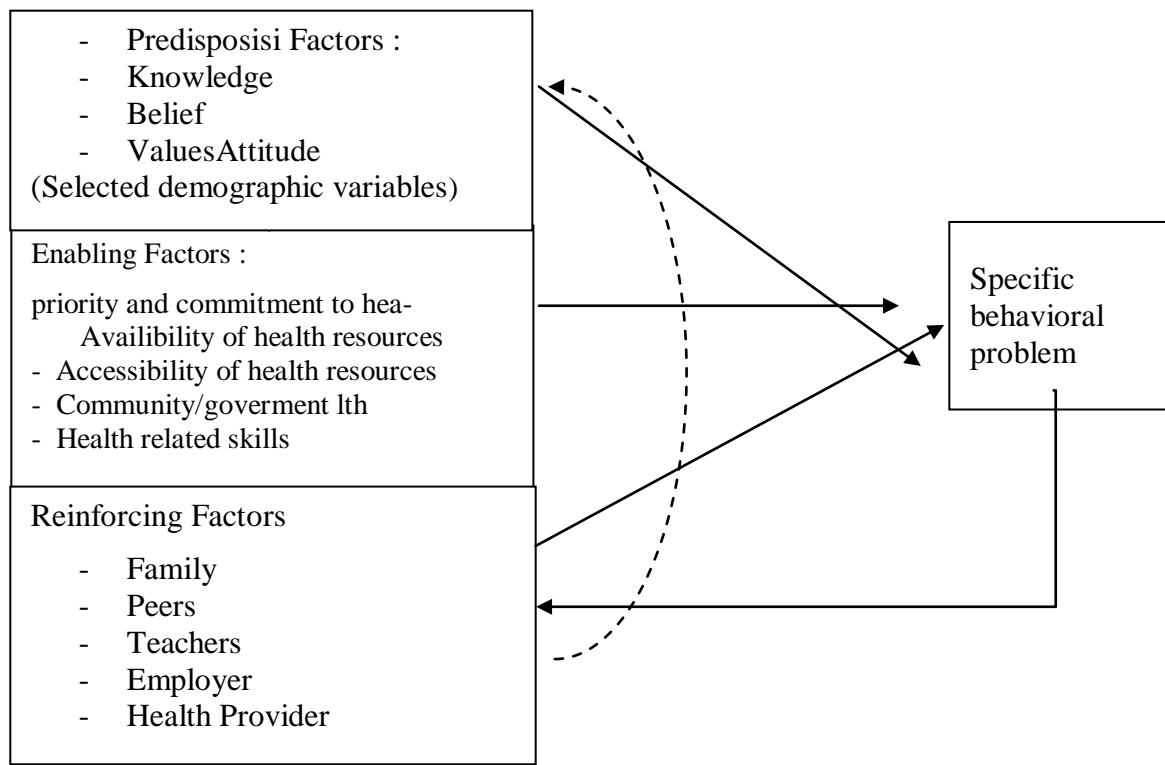 - Predisposisi Factors :
- Knowledge
- Belief
- ValuesAttitude
(Selected demographic variables)
Enabling Factors :
priority and commitment to hea-
Availibility of health resources
- Accessibility of health resources
- Community/goverment lth
- Health related skills
Reinforcing Factors
- Family
- Peers
- Teachers
- Employer
- Health Provider
Specific
behavioral
problem